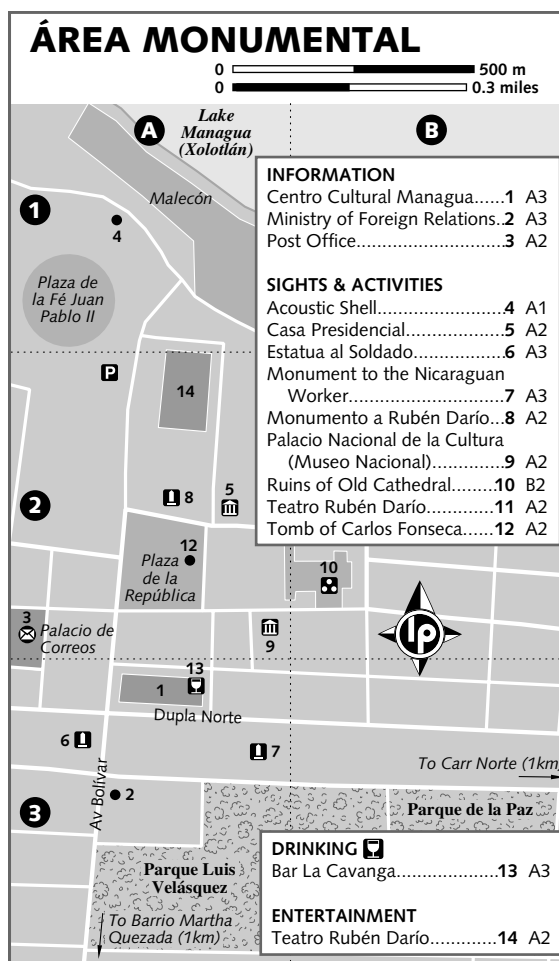 ÁREA MONUMENTAL
0 500 m
0 0.3 miles
A
B
Lake
Managua
(Xolotlán)
Malecón
1
4
Plaza de
la Fé Juan
Pablo II
P
14
2
8
5
12
Plaza
de la
República
10
3
Palacio de
Correos
9
13
1
Dupla Norte
6
7
To Carr Norte (1km)
Av Bolívar
2
3
Parque de la Paz
Parque Luis
Velásquez
To Barrio Martha
Quezada (1km)
lp
INFORMATION
Centro Cultural Managua......1 A3
Ministry of Foreign Relations..2 A3
Post Office.........................3 A2
SIGHTS & ACTIVITIES
Acoustic Shell......................4 A1
Casa Presidencial.................5 A2
Estatua al Soldado...............6 A3
Monument to the Nicaraguan
Worker...........................7 A3
Monumento a Rubén Darío...8 A2
Palacio Nacional de la Cultura
(Museo Nacional).............9 A2
Ruins of Old Cathedral.......10 B2
Teatro Rubén Darío............11 A2
Tomb of Carlos Fonseca......12 A2
DRINKING
Bar La Cavanga..................13 A3
ENTERTAINMENT
Teatro Rubén Darío............14 A2